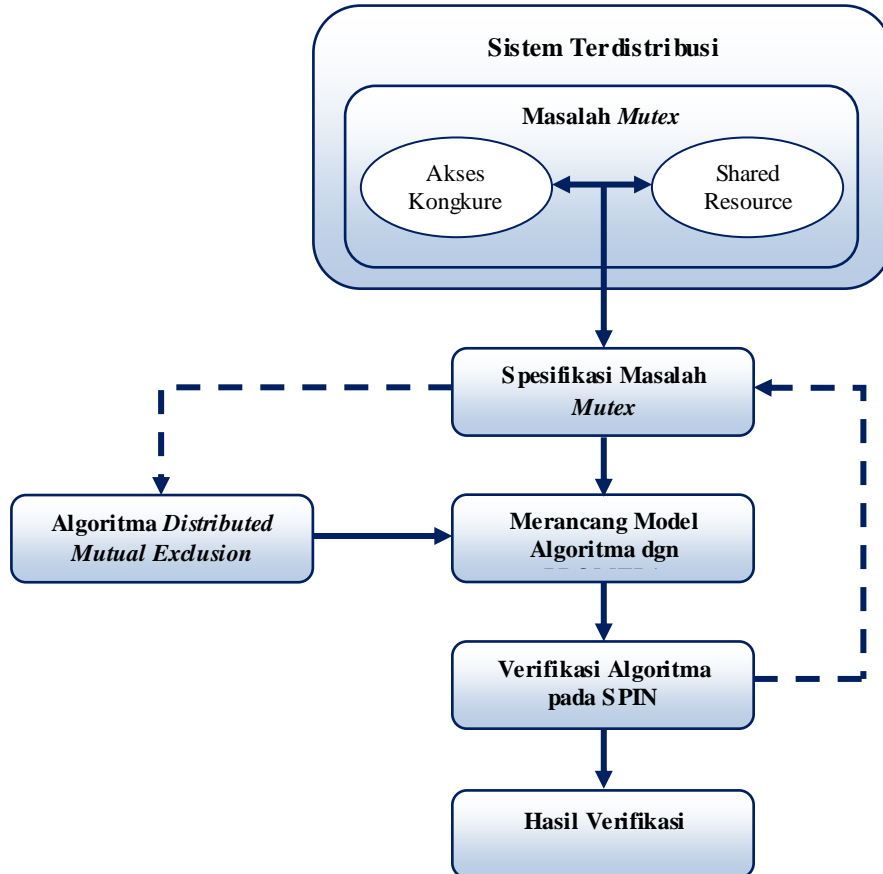 Sistem Terdistribusi
Masalah Mutex
Akses
Kongkure
Shared
Resource
Spesifikasi Masalah
Mutex
Algoritma Distributed
Mutual Exclusion
Merancang Model
Algoritma dgn
Verifikasi Algoritma
pada SPIN
Hasil Verifikasi